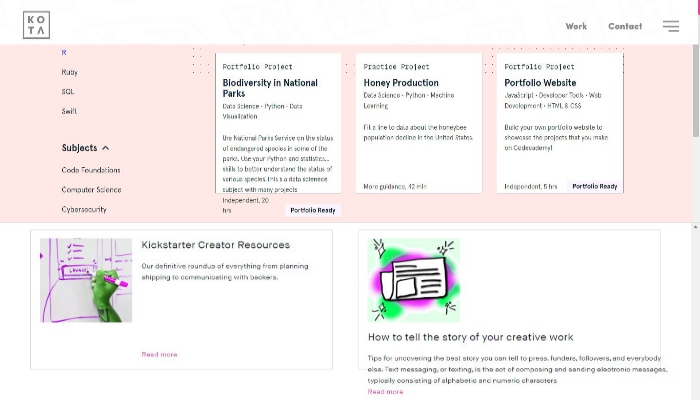 KO
TA
Work
Contact
R
Ruby
SQL
Swift
Subjects
Code Foundations
Computer Science
Cybersecurity
Portfolio Project
Biodiversity in National
Parks
Data Science • Python • Data
Visualization
the National Parks Service on the status
of endangered species in some of the
parks. Use your Python and statistics...
skills to better understand the status of
various species. this is a data scienece
subject with many projects
Independent, 20
hrs
Portfolio Ready
Practice Project
Honey Production
Data Science • Python • Machine
Learning
Fit a line to data about the honeybee
population decline in the United States.
More guidance, 42 min
Portfolio Project
Portfolio Website
JavaScript • Developer Tools • Web
Development • HTML & CSS
Build your own portfolio website to
showcase the projects that you make
on Codecademy!
Independent, 5 hrs
Portfolio Ready
Kickstarter Creator Resources
Our definitive roundup of everything from planning
shipping to communicating with backers.
Read more
How to tell the story of your creative work
Tips for uncovering the best story you can tell to press, funders, followers, and everybody
else. Text messaging, or texting, is the act of composing and sending electronic messages,
typically consisting of alphabetic and numeric characters
Read more